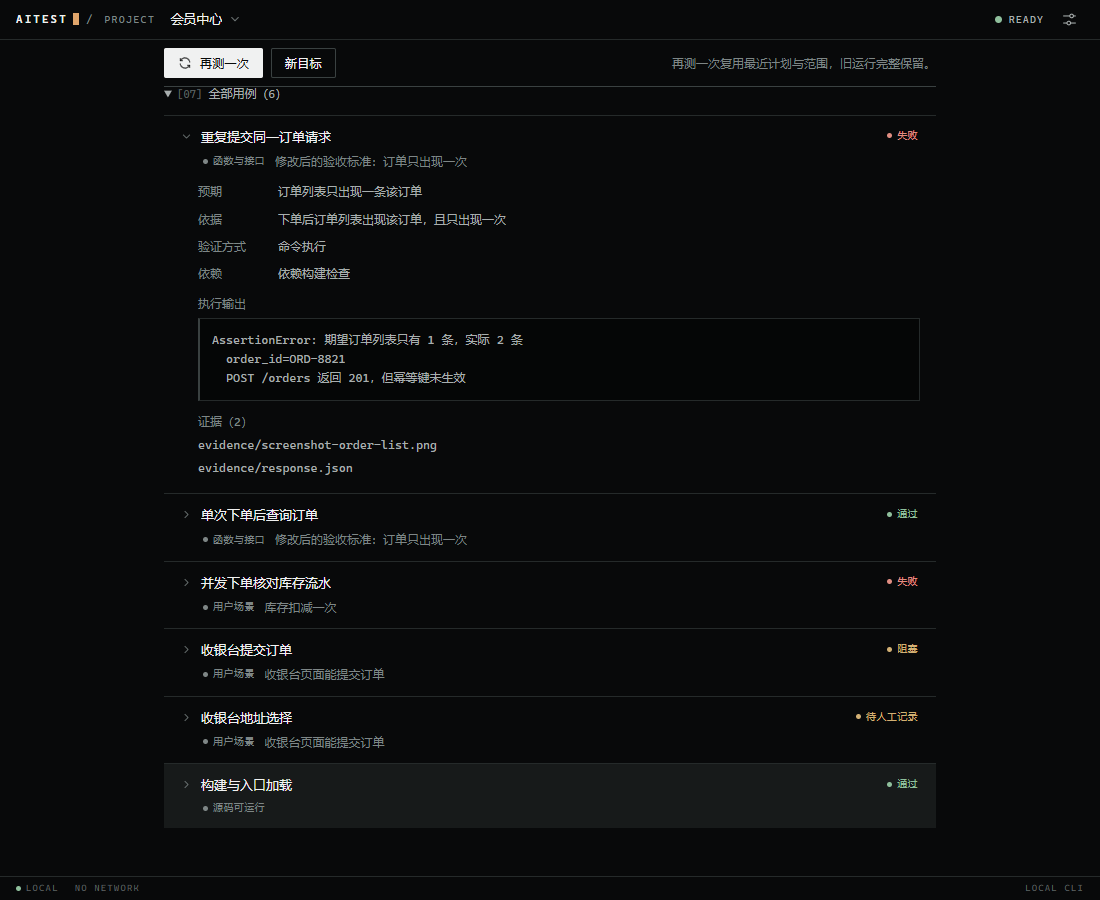 AITEST / PROJECT 会员中心
READY
再测一次
新目标
再测一次复用最近计划与范围，旧运行完整保留。
[07] 全部用例 (6)
重复提交同一订单请求
失败
函数与接口 修改后的验收标准: 订单只出现一次
预期 订单列表只出现一条该订单
依据 下单后订单列表出现该订单，且只出现一次
验证方式 命令执行
依赖 依赖构建检查
执行输出
AssertionError: 期望订单列表只有 1 条，实际 2 条
order_id=ORD-8821
POST /orders 返回 201，但幂等键未生效
证据 (2)
evidence/screenshot-order-list.png
evidence/response.json
单次下单后查询订单
通过
函数与接口 修改后的验收标准: 订单只出现一次
并发下单核对库存流水
失败
用户场景 库存扣减一次
收银台提交订单
阻塞
用户场景 收银台页面能提交订单
收银台地址选择
待人工记录
用户场景 收银台页面能提交订单
构建与入口加载
通过
源码可运行
LOCAL NO NETWORK
LOCAL CLI